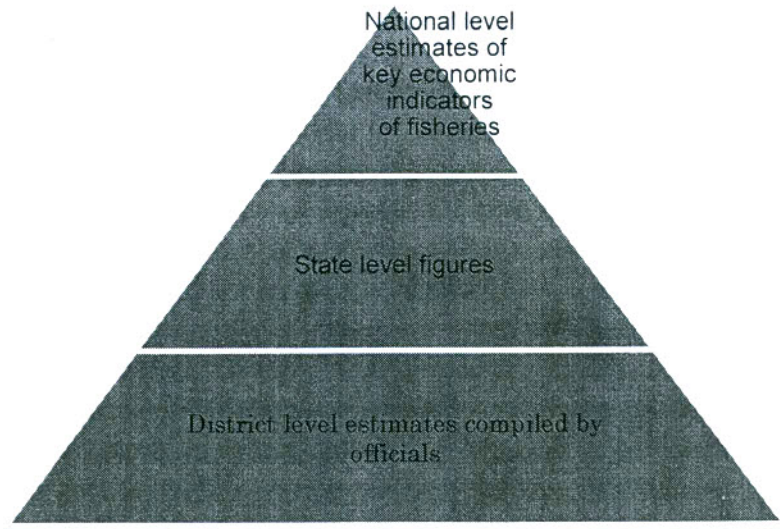 National level
estimates of
key economic
indicators
of fisheries
State level figures
District level estimates compiled by
officials